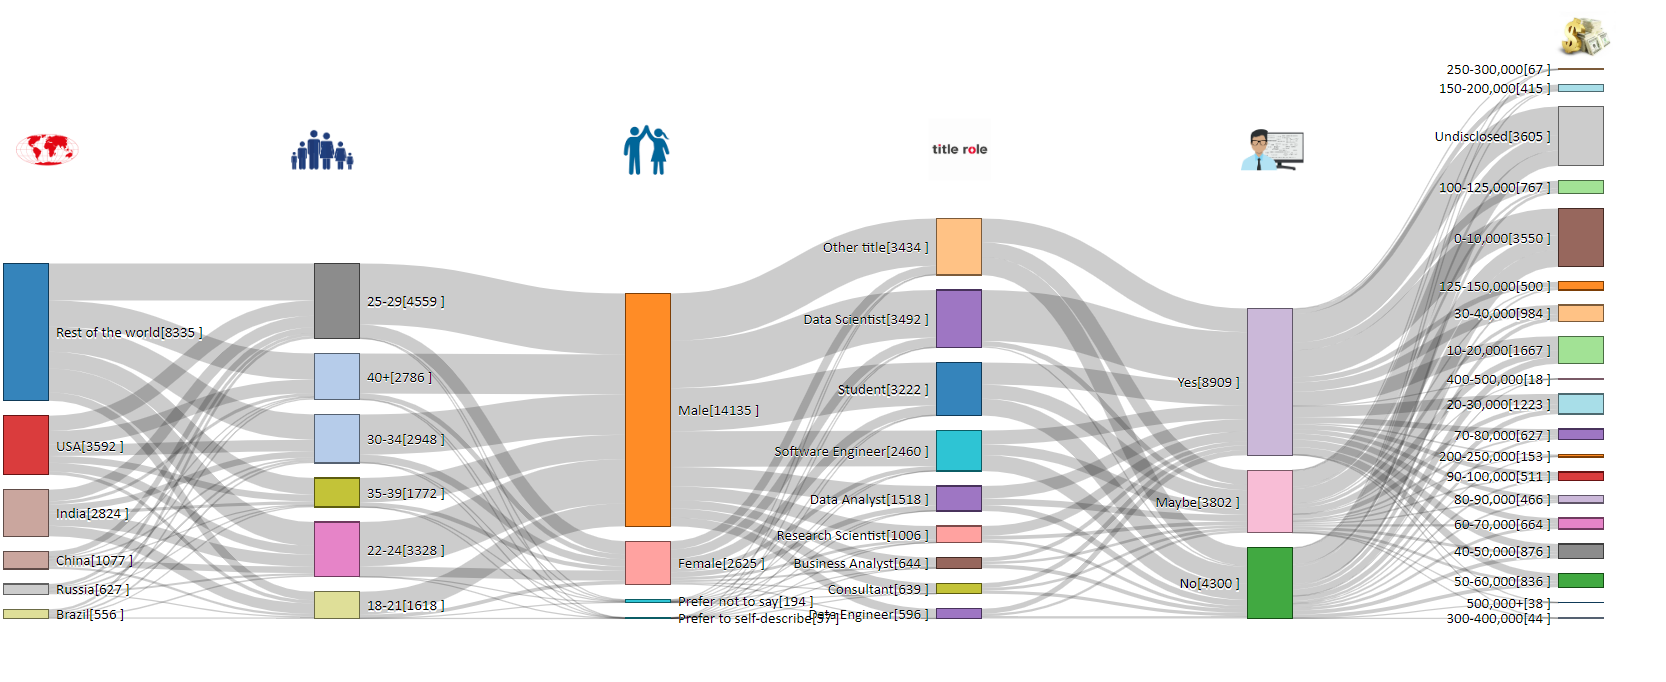 250-300,000[67 ]
150-200,000[415 ]
Undisclosed[3605 ]
100-125,000[767 ]
0-10,000[3550 ]
125-150,000[500 ]
30-40,000[984 ]
10-20,000[1667 ]
400-500,000[18 ]
20-30,000[1223 ]
70-80,000[627 ]
200-250,000[153 ]
90-100,000[511 ]
80-90,000[466 ]
60-70,000[664 ]
40-50,000[876 ]
50-60,000[836 ]
500,000+[38 ]
300-400,000[44 ]
title role
Rest of the world[8335 ]
USA[3592 ]
India[2824 ]
China[1077 ]
Russia[627 ]
Brazil[556 ]
25-29[4559 ]
40+[2786 ]
30-34[2948 ]
35-39[1772 ]
22-24[3328 ]
18-21[1618 ]
Male[14135 ]
Female[2625 ]
Prefer not to say[194 ]
Prefer to self-describe[57 ]
Other title[3434 ]
Data Scientist[3492 ]
Student[3222 ]
Software Engineer[2460 ]
Data Analyst[1518 ]
Research Scientist[1006 ]
Business Analyst[644 ]
Consultant[639 ]
Data Engineer[596 ]
Yes[8909 ]
Maybe[3802 ]
No[4300 ]